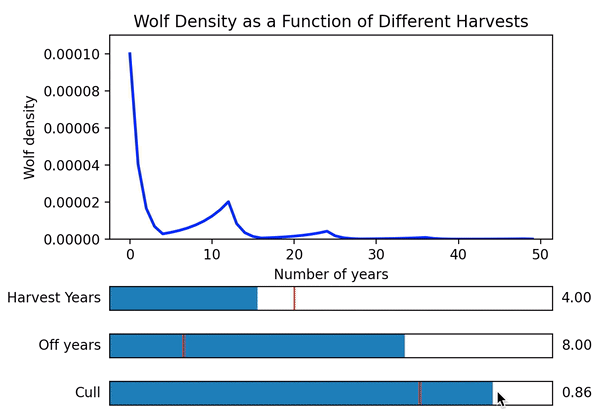 Wolf Density as a Function of Different Harvests
0.00010
0.00008
0.00006
0.00004
0.00002
0.00000
Wolf density
0 10 20 30 40 50
Number of years
Harvest Years 4.00
Off years 8.00
Cull 0.86